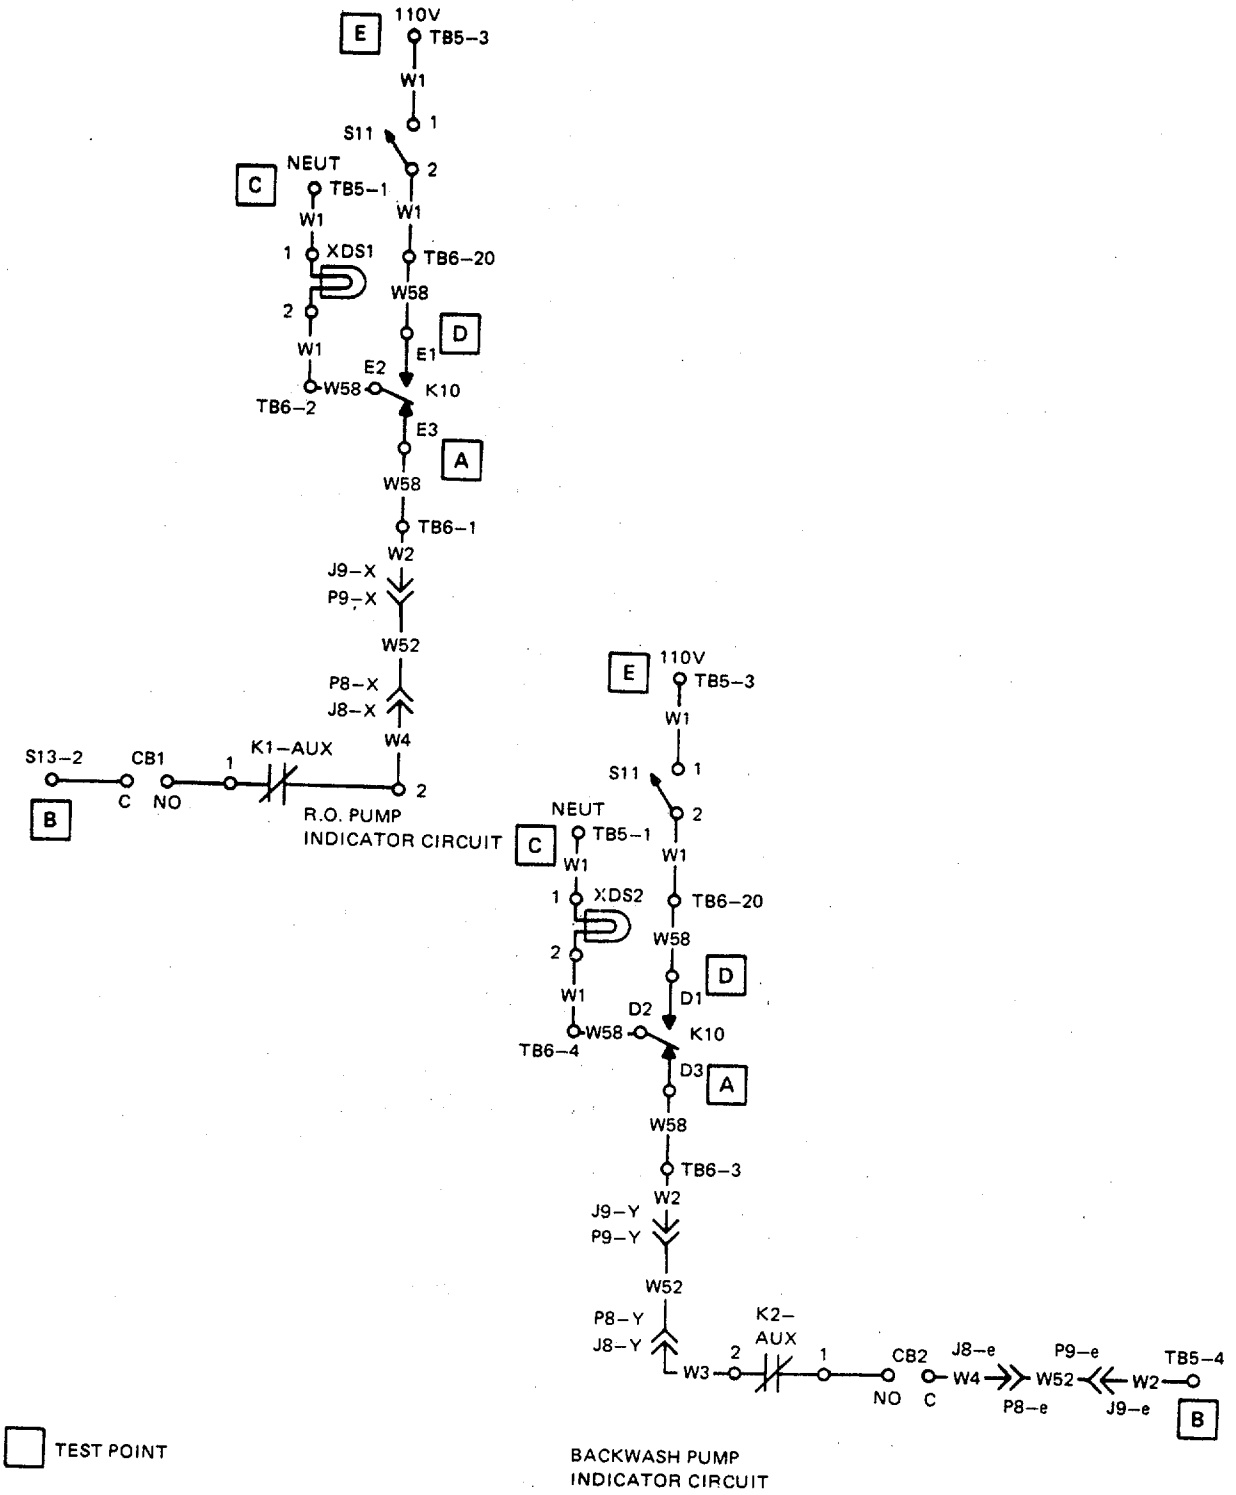 110V
E
TB5-3
W1
1
S11
2
NEUT
C
TB5-1
W1
W1
1
XDS1
TB6-20
W58
2
D
W1
E1
E2
W58
K10
TB6-2
E3
A
W58
TB6-1
W2
J9-X
P9-X
W52
P8-X
J8-X
W4
S13-2
CB1
1
K1-AUX
2
C
NO
B
R.O. PUMP
INDICATOR CIRCUIT
110V
E
TB5-3
W1
1
S11
2
NEUT
C
TB5-1
W1
W1
1
XDS2
TB6-20
W58
2
D
W1
D1
D2
W58
K10
TB6-4
D3
A
W58
TB6-3
W2
J9-Y
P9-Y
W52
P8-Y
J8-Y
W3
2
K2-
AUX
1
CB2
NO
C
J8-e
W4
P8-e
W52
P9-e
J9-e
W2
TB5-4
B
TEST POINT
BACKWASH PUMP
INDICATOR CIRCUIT